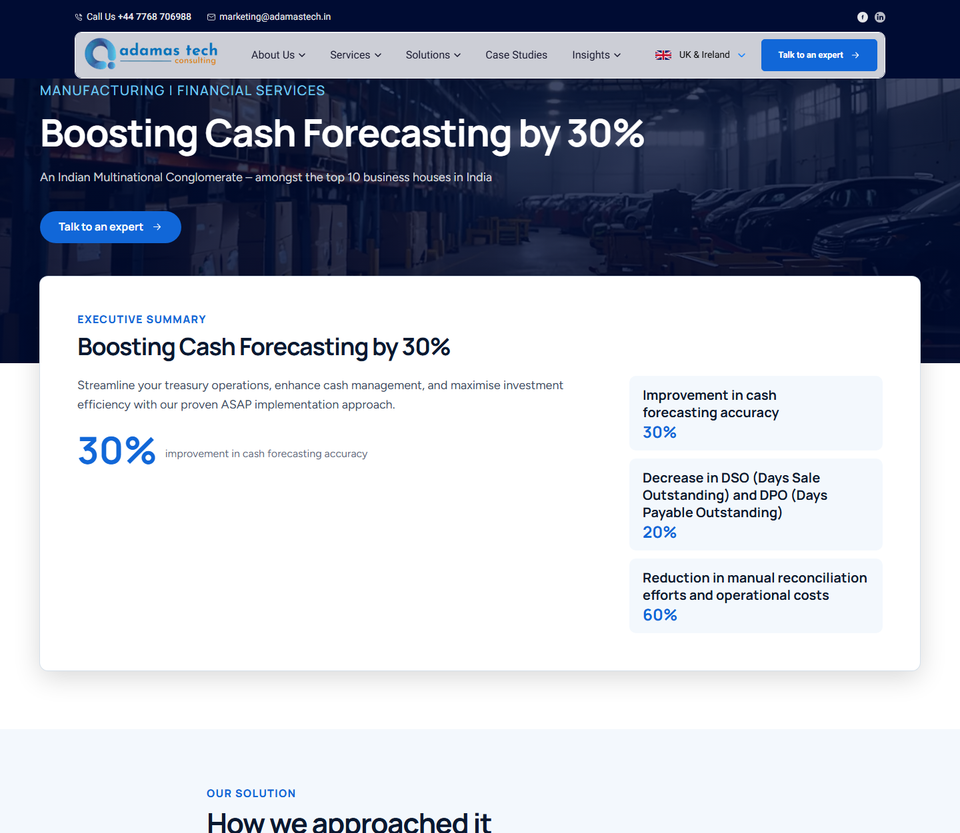 Call Us +44 7768 706988
marketing@adamastech.in
adamas tech
consulting
About Us
Services
Solutions
Case Studies
Insights
UK & Ireland
Talk to an expert
MANUFACTURING | FINANCIAL SERVICES
Boosting Cash Forecasting by 30%
An Indian Multinational Conglomerate – amongst the top 10 business houses in India
Talk to an expert
EXECUTIVE SUMMARY
Boosting Cash Forecasting by 30%
Streamline your treasury operations, enhance cash management, and maximise investment
efficiency with our proven ASAP implementation approach.
30% improvement in cash forecasting accuracy
Improvement in cash
forecasting accuracy
30%
Decrease in DSO (Days Sale
Outstanding) and DPO (Days
Payable Outstanding)
20%
Reduction in manual reconciliation
efforts and operational costs
60%
OUR SOLUTION
How we approached it